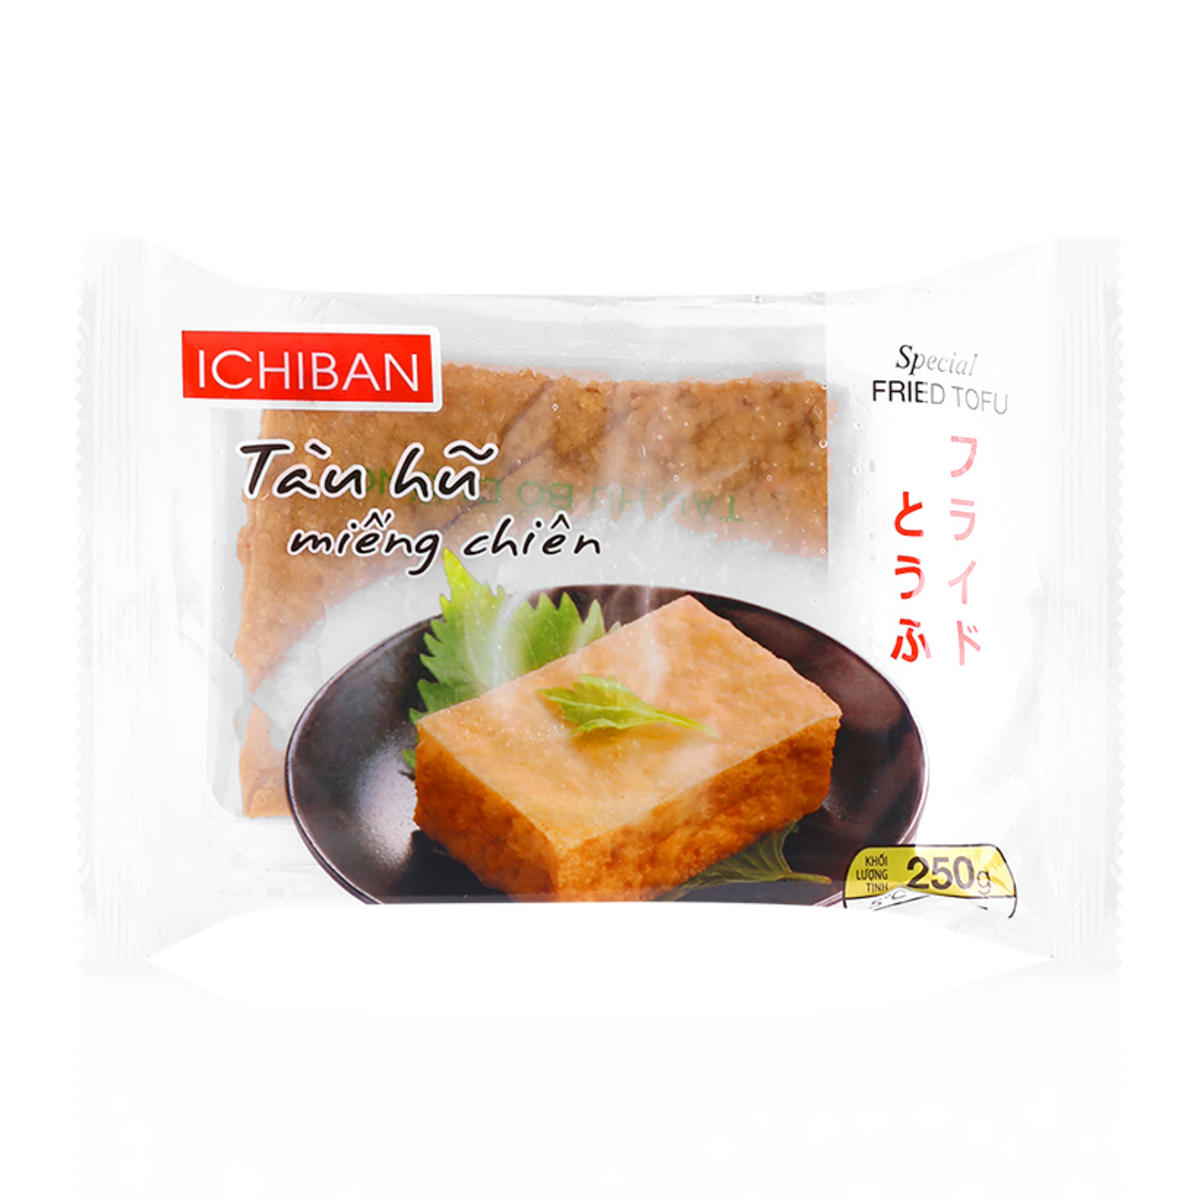 ICHIBAN
Tàu hũ
miếng chiên
Special
FRIED TOFU
フライド
とうふ
KHỐI
LƯỢNG
TỊNH
250g
5°C